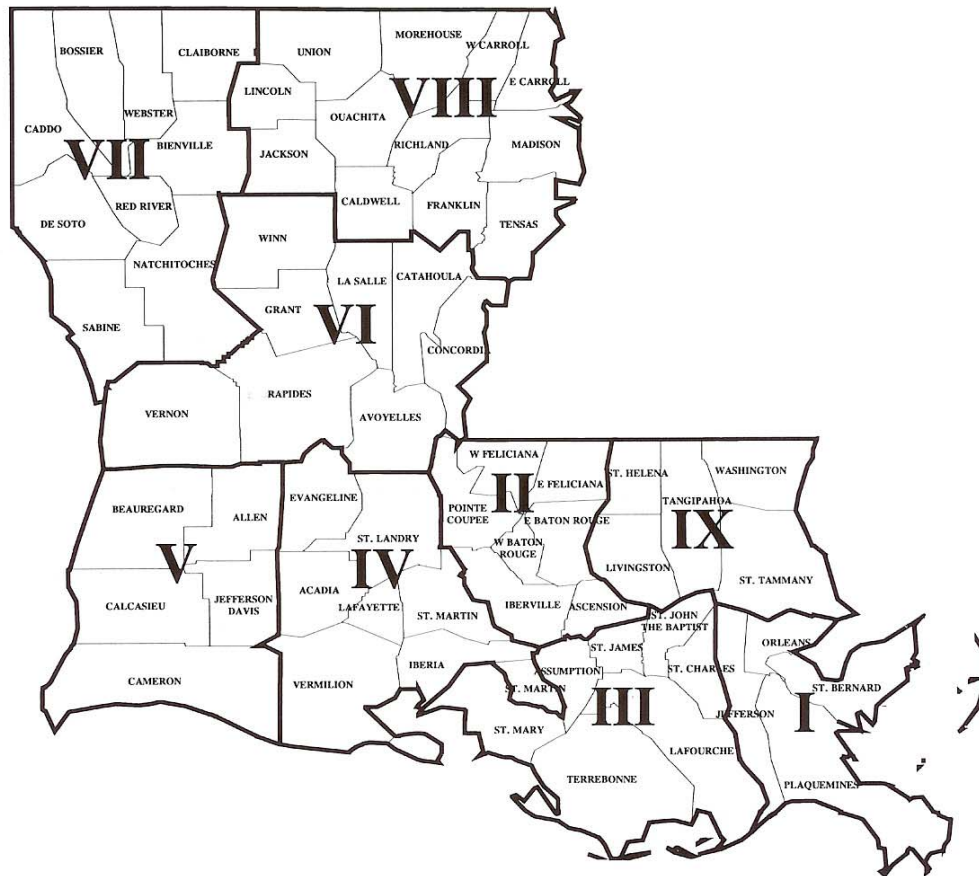 BOSSIER
CLAIBORNE
UNION
MOREHOUSE
W CARROLL
E CARROLL
LINCOLN
VIII
WEBSTER
OUACHITA
CADDO
VII
BIENVILLE
JACKSON
RICHLAND
MADISON
RED RIVER
CALDWELL
FRANKLIN
DE SOTO
TENSAS
WINN
NATCHITOCHES
LA SALLE
CATAHOULA
GRANT
VI
SABINE
CONCORDIA
RAPIDES
VERNON
AVOYELLES
W FELICIANA
ST. HELENA
WASHINGTON
EVANGELINE
II
E FELICIANA
TANGIPAHOA
BEAUREGARD
ALLEN
POINTE
COUPEE
E BATON ROUGE
IX
ST. LANDRY
W BATON
ROUGE
V
IV
LIVINGSTON
ST. TAMMANY
ACADIA
CALCASIEU
JEFFERSON
DAVIS
LAFAYETTE
ST. MARTIN
IBERVILLE
ASCENSION
ST. JOHN
THE BAPTIST
ORLEANS
ST. JAMES
IBERIA
ASSUMPTION
ST. CHARLES
CAMERON
VERMILION
ST. MARTIN
ST. BERNARD
III
JEFFERSON
I
ST. MARY
LAFOURCHE
TERREBONNE
PLAQUEMINES